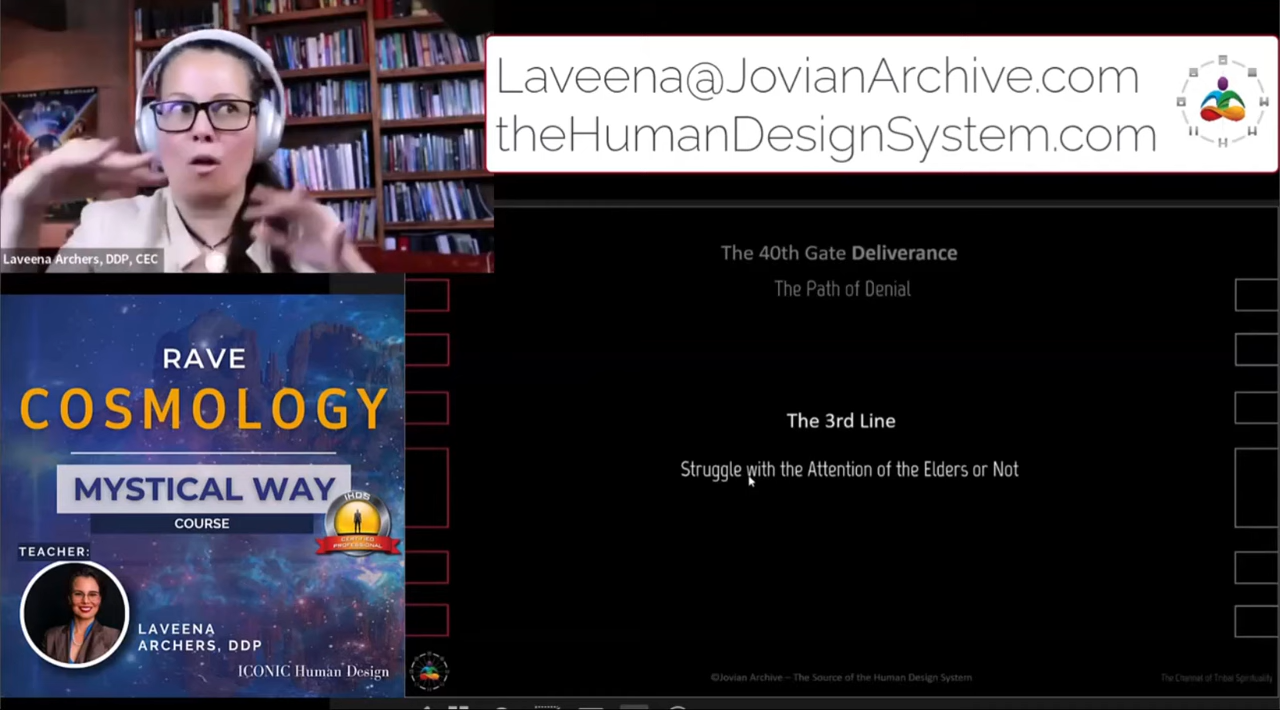 Laveena@JovianArchive.com
theHumanDesignSystem.com
Laveena Archers, DDP, CEC
The 40th Gate Deliverance
The Path of Denial
The 3rd Line
Struggle with the Attention of the Elders or Not
RAVE
COSMOLOGY
MYSTICAL WAY
COURSE
IHDS
CERTIFIED
PROFESSIONAL
TEACHER:
LAVEENA
ARCHERS, DDP
ICONIC Human Design
©Jovian Archive – The Source of the Human Design System
The Channel of Tribal Spirituality